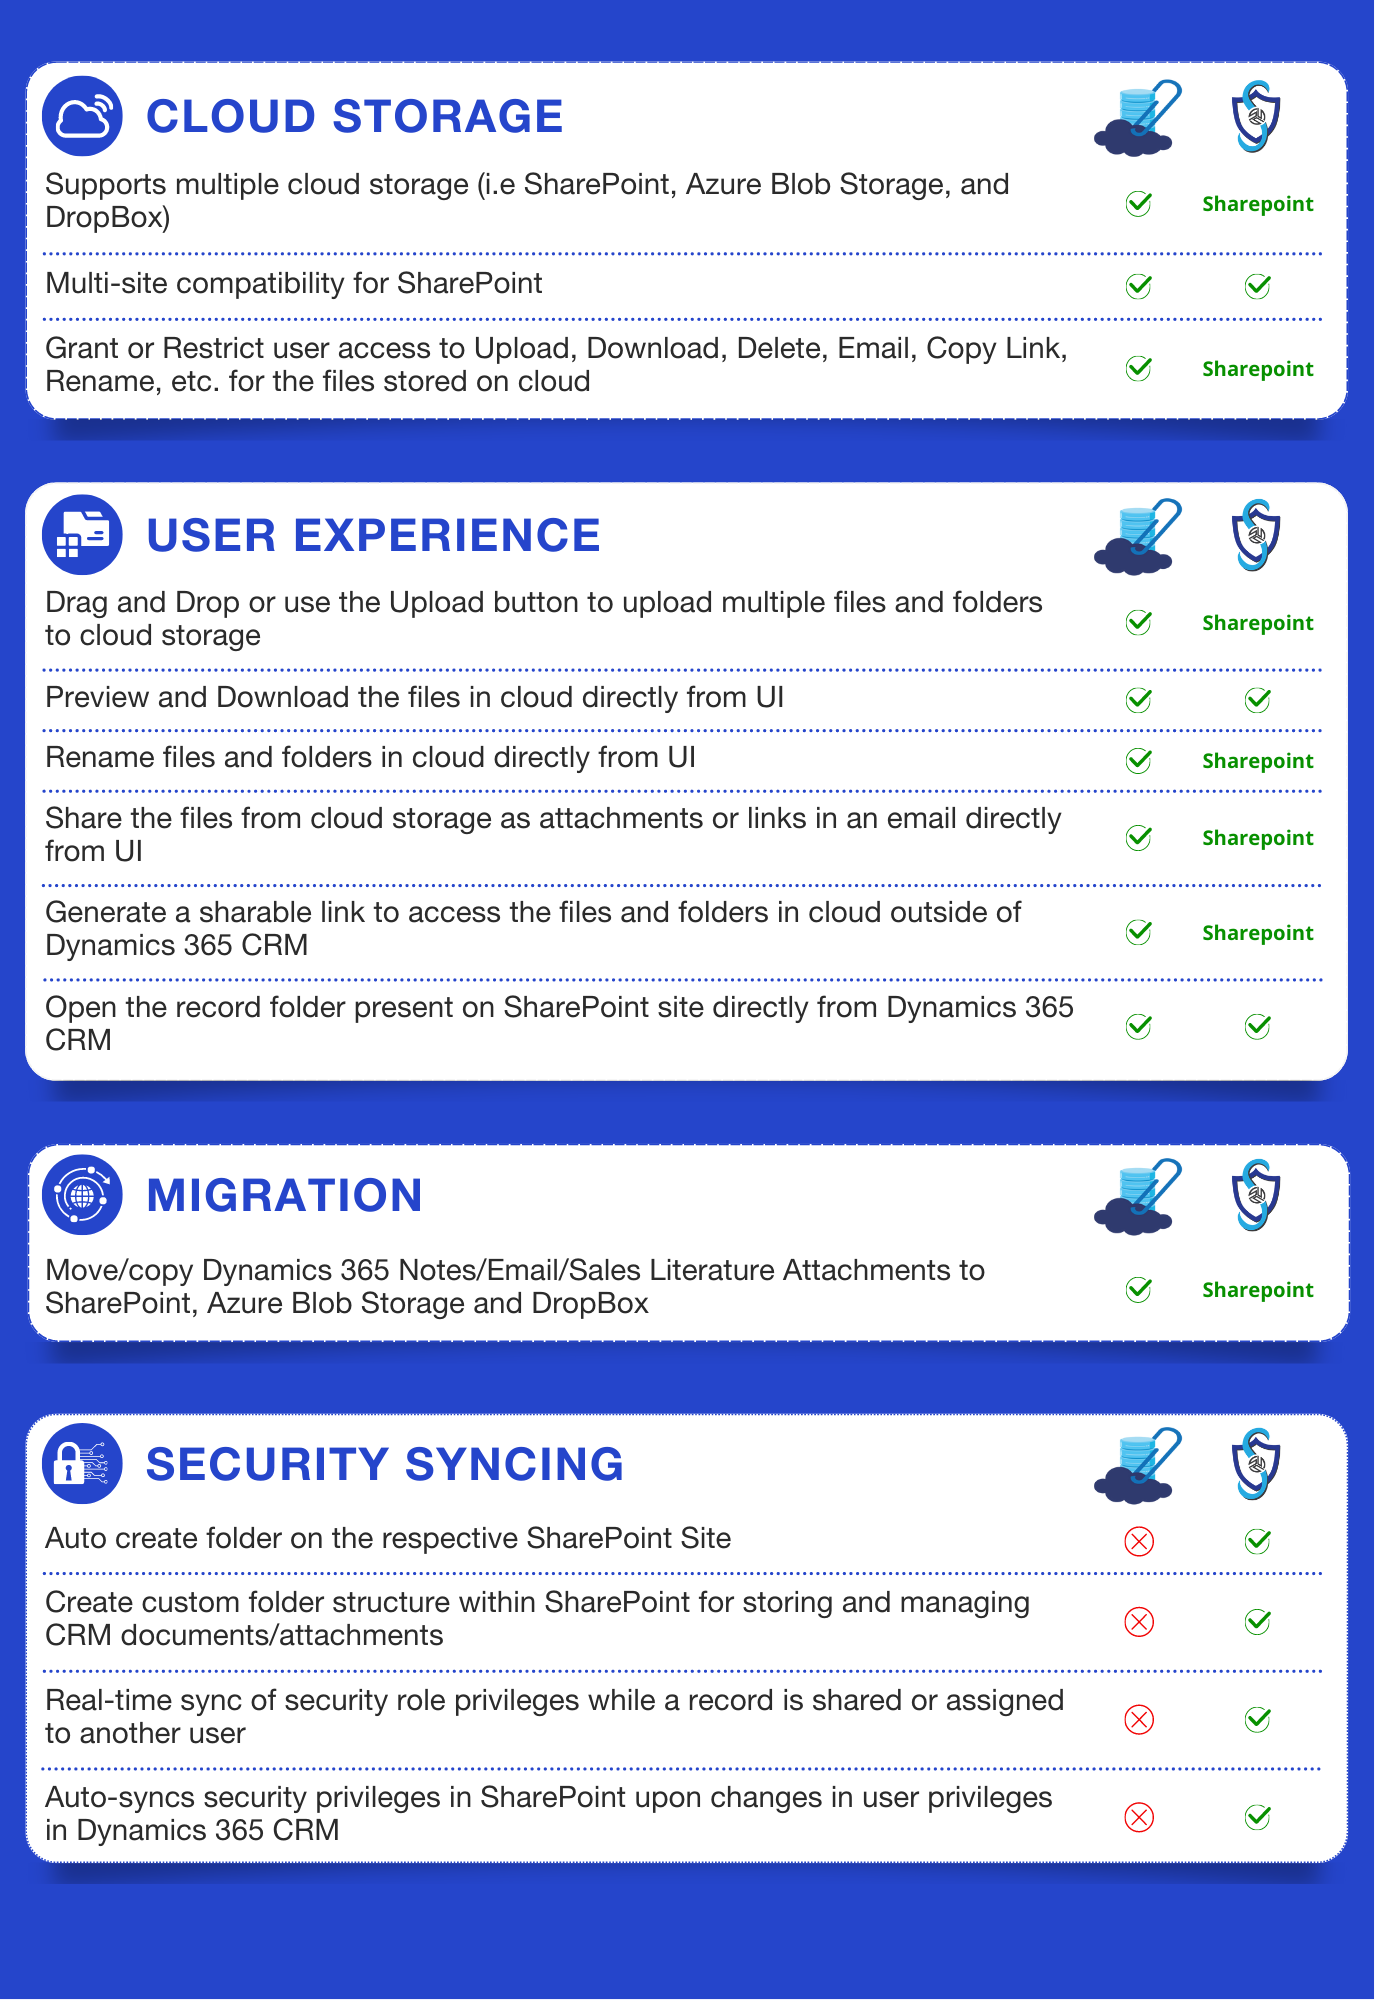 CLOUD STORAGE
Supports multiple cloud storage (i.e SharePoint, Azure Blob Storage, and
DropBox)
Sharepoint
Multi-site compatibility for SharePoint
Grant or Restrict user access to Upload, Download, Delete, Email, Copy Link,
Rename, etc. for the files stored on cloud
Sharepoint
USER EXPERIENCE
Drag and Drop or use the Upload button to upload multiple files and folders
to cloud storage
Sharepoint
Preview and Download the files in cloud directly from UI
Rename files and folders in cloud directly from UI
Sharepoint
Share the files from cloud storage as attachments or links in an email directly
from UI
Sharepoint
Generate a sharable link to access the files and folders in cloud outside of
Dynamics 365 CRM
Sharepoint
Open the record folder present on SharePoint site directly from Dynamics 365
CRM
MIGRATION
Move/copy Dynamics 365 Notes/Email/Sales Literature Attachments to
SharePoint, Azure Blob Storage and DropBox
Sharepoint
SECURITY SYNCING
Auto create folder on the respective SharePoint Site
Create custom folder structure within SharePoint for storing and managing
CRM documents/attachments
Real-time sync of security role privileges while a record is shared or assigned
to another user
Auto-syncs security privileges in SharePoint upon changes in user privileges
in Dynamics 365 CRM